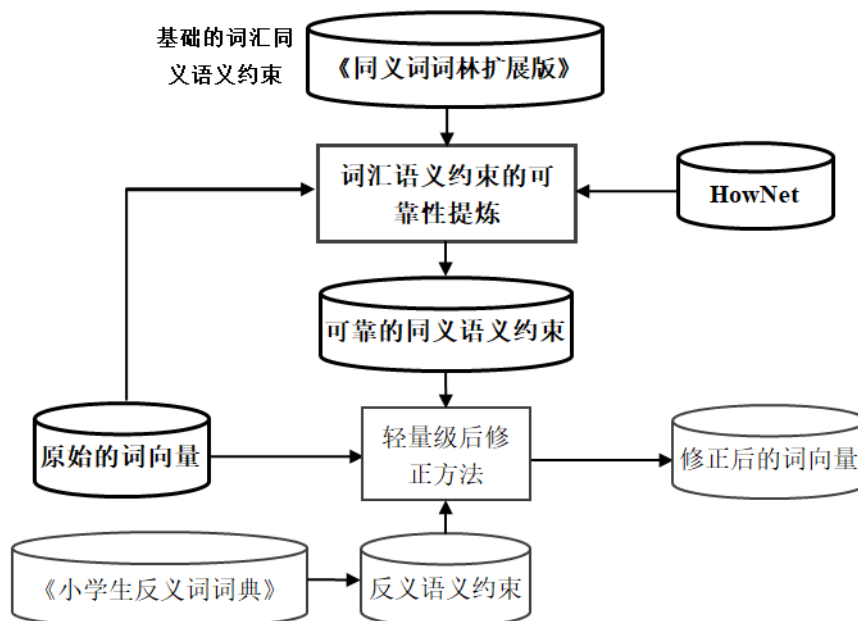 基础的词汇同
义语义约束
《同义词词林扩展版》
词汇语义约束的可
靠性提炼
HowNet
可靠的同义语义约束
原始的词向量
轻量级后修
正方法
修正后的词向量
《小学生反义词词典》
反义语义约束